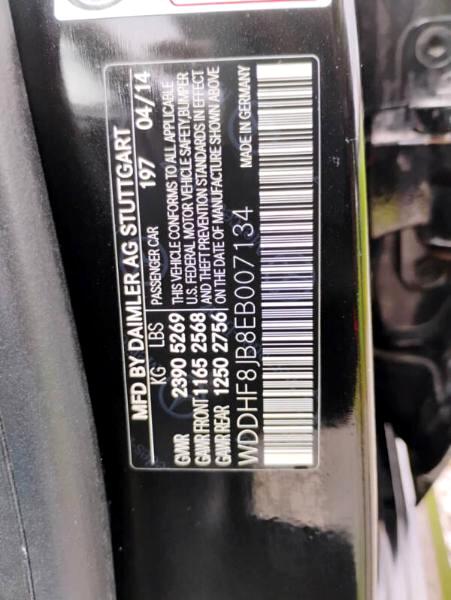 MFD BY DAIMLER AG STUTTGART
KG LBS PASSENGER CAR 197 04/14
GVWR 2390 5269 THIS VEHICLE CONFORMS TO ALL APPLICABLE
GAWR FRONT 1165 2568 U.S. FEDERAL MOTOR VEHICLE SAFETY,BUMPER
GAWR REAR 1250 2756 AND THEFT PREVENTION STANDARDS IN EFFECT
ON THE DATE OF MANUFACTURE SHOWN ABOVE
WDDHF8JB8EB007134 MADE IN GERMANY